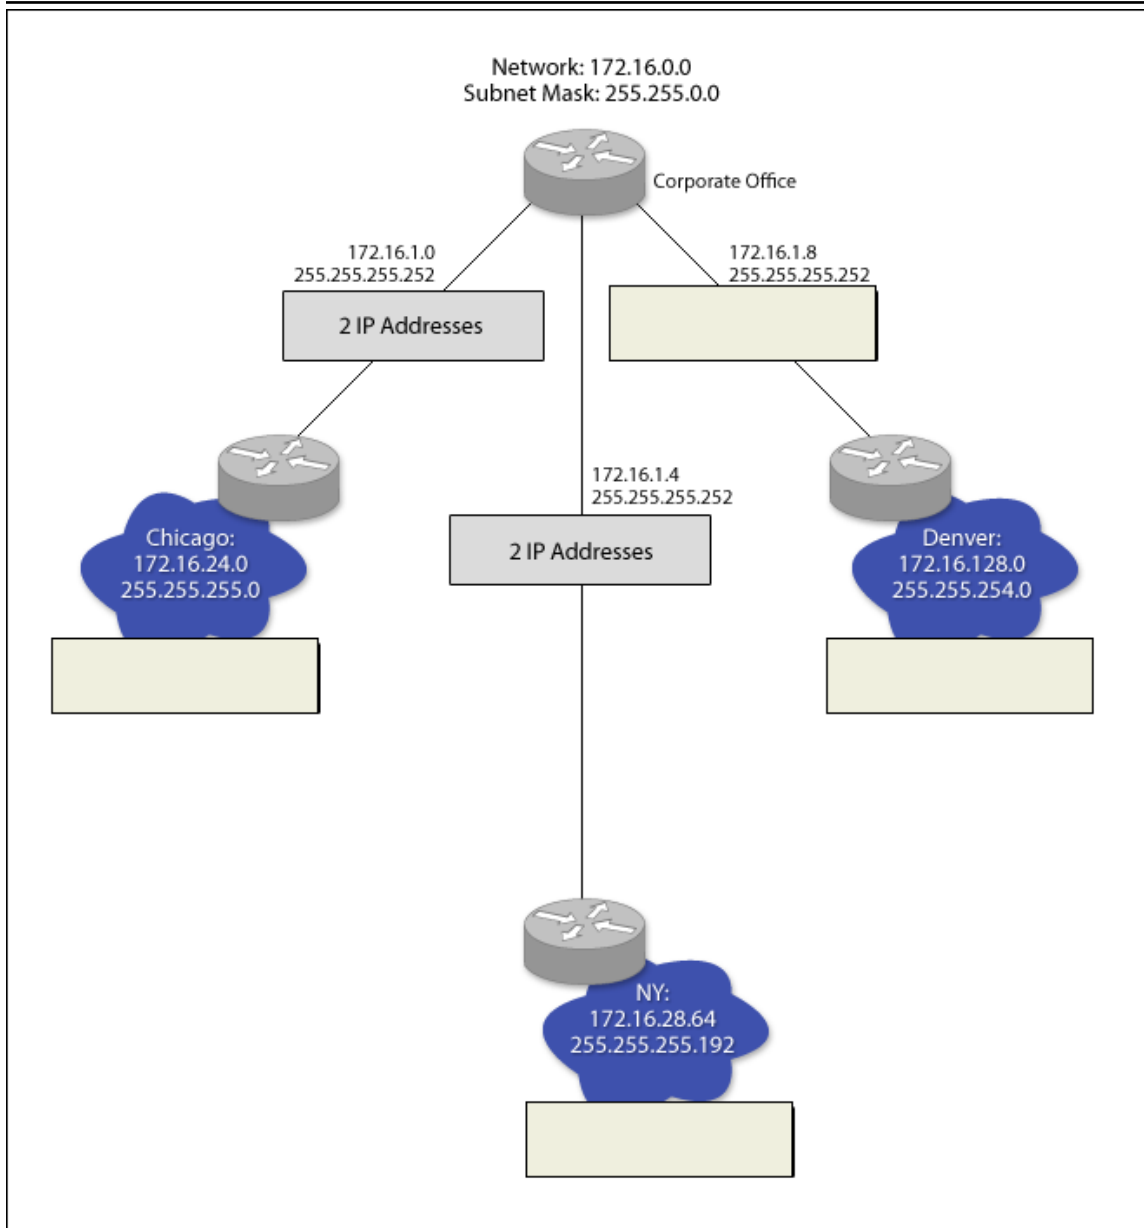 Network: 172.16.0.0
Subnet Mask: 255.255.0.0
Corporate Office
172.16.1.0
255.255.255.252
172.16.1.8
255.255.255.252
2 IP Addresses
172.16.1.4
255.255.255.252
2 IP Addresses
Chicago:
172.16.24.0
255.255.255.0
Denver:
172.16.128.0
255.255.254.0
NY:
172.16.28.64
255.255.255.192